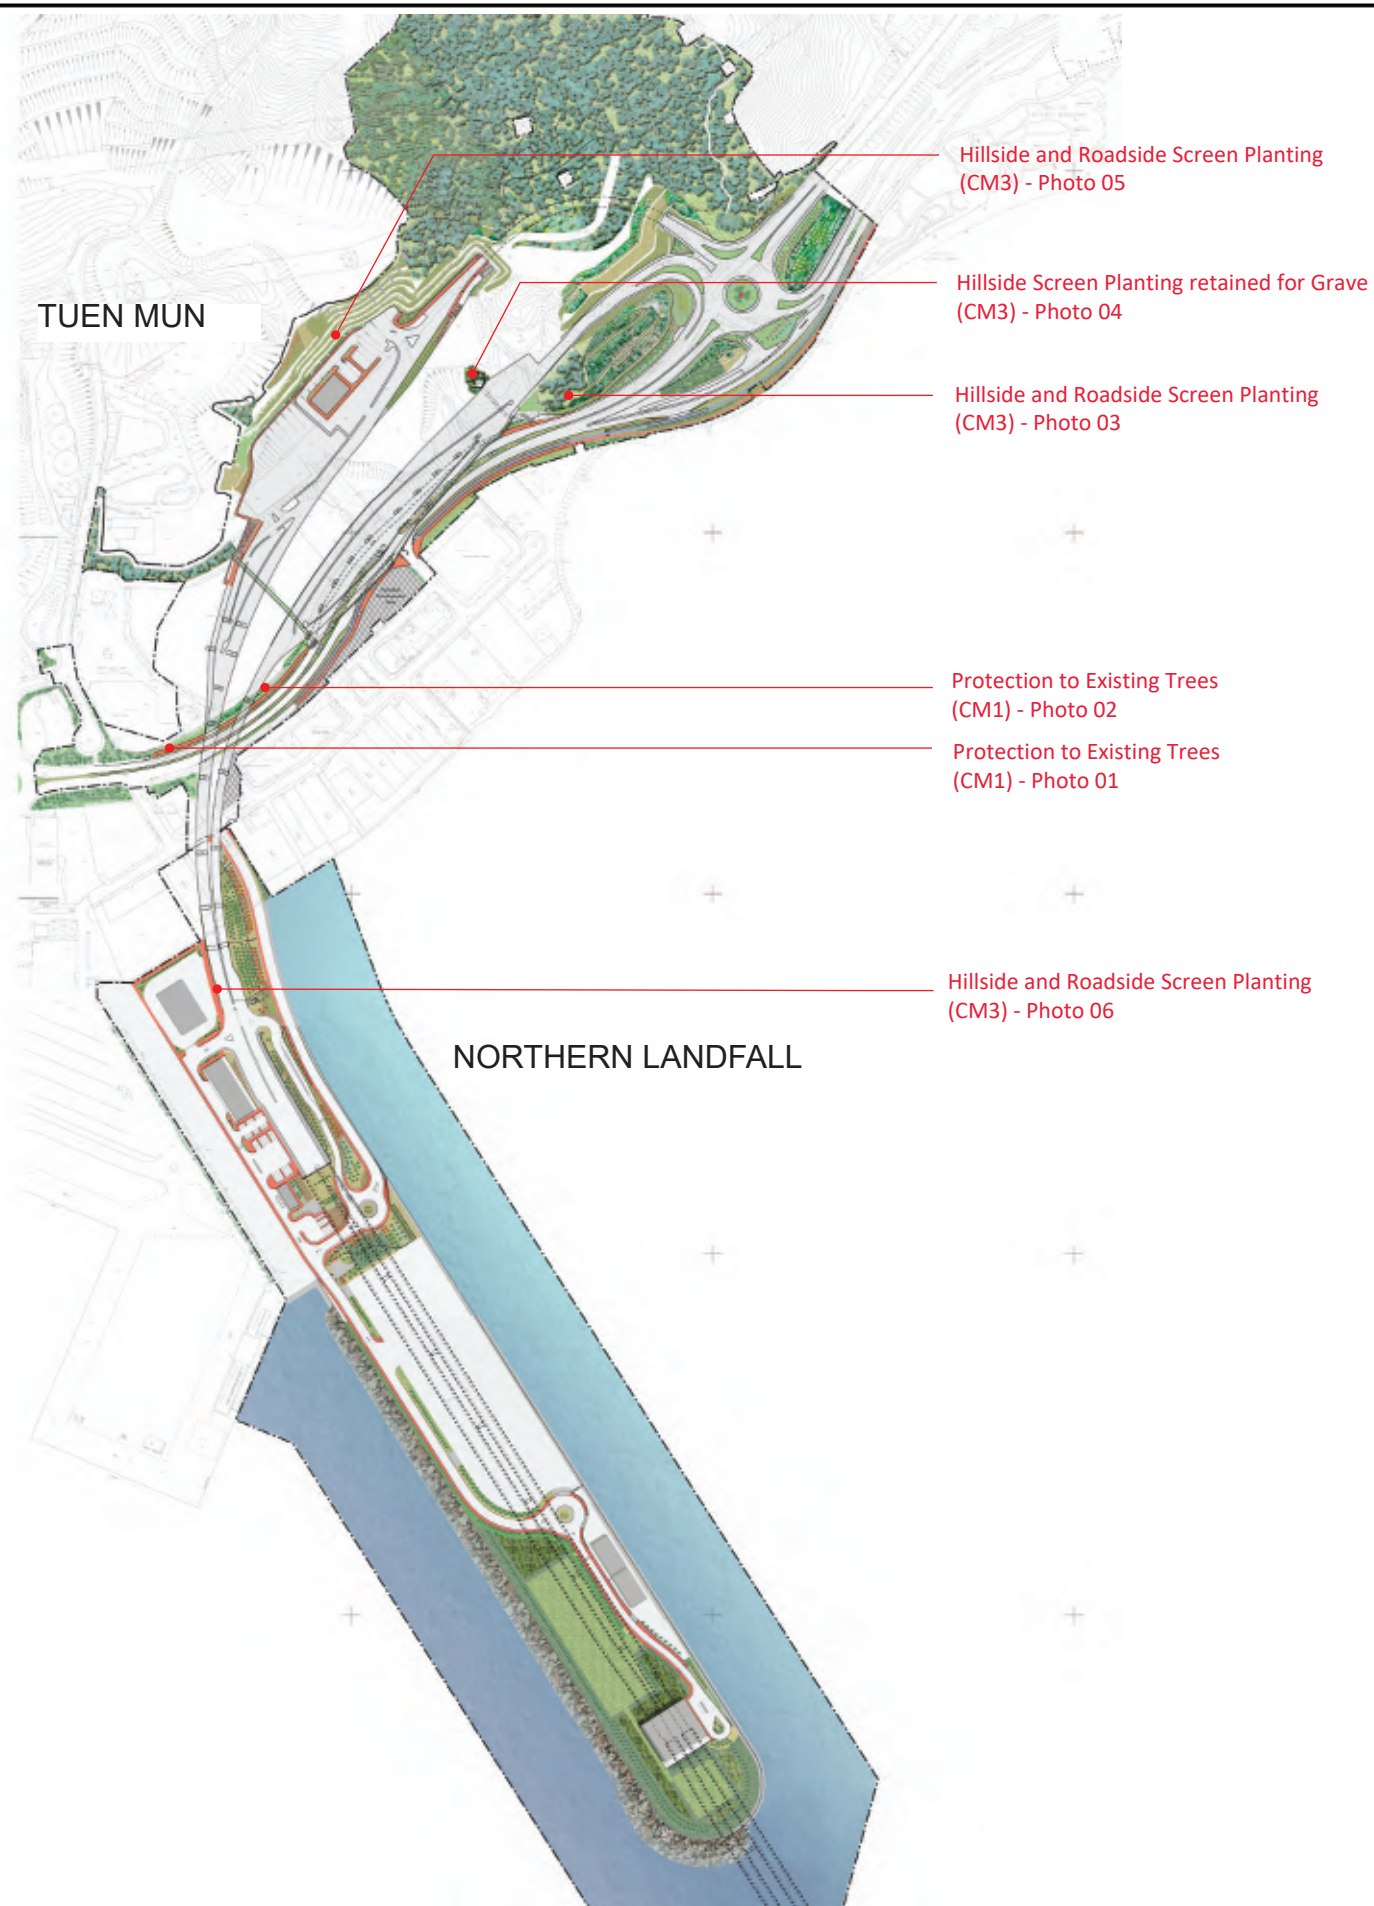 Hillside and Roadside Screen Planting
(CM3) - Photo 05
Hillside Screen Planting retained for Grave
(CM3) - Photo 04
TUEN MUN
Hillside and Roadside Screen Planting
(CM3) - Photo 03
Protection to Existing Trees
(CM1) - Photo 02
Protection to Existing Trees
(CM1) - Photo 01
Hillside and Roadside Screen Planting
(CM3) - Photo 06
NORTHERN LANDFALL